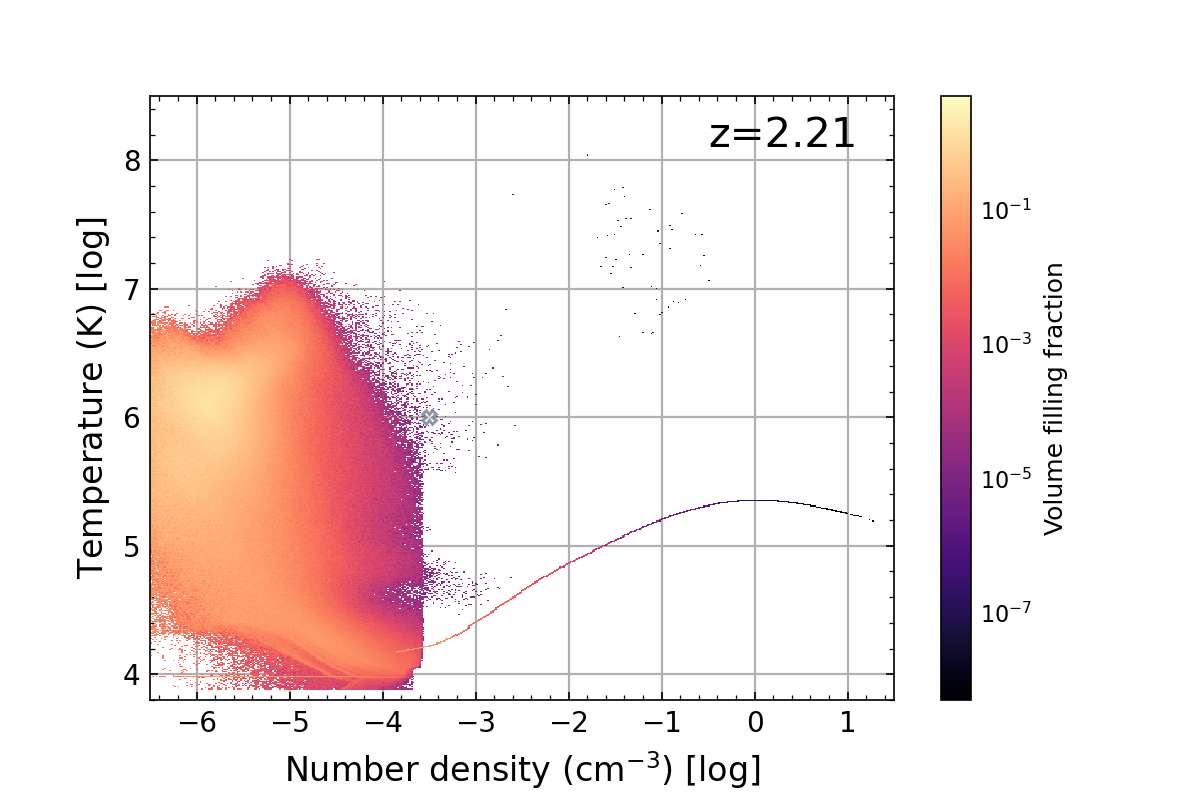 z=2.21
8
7
6
5
4
Temperature (K) [log]
−6 −5 −4 −3 −2 −1 0 1
Number density (cm⁻³) [log]
10⁻¹
10⁻³
10⁻⁵
10⁻⁷
Volume filling fraction